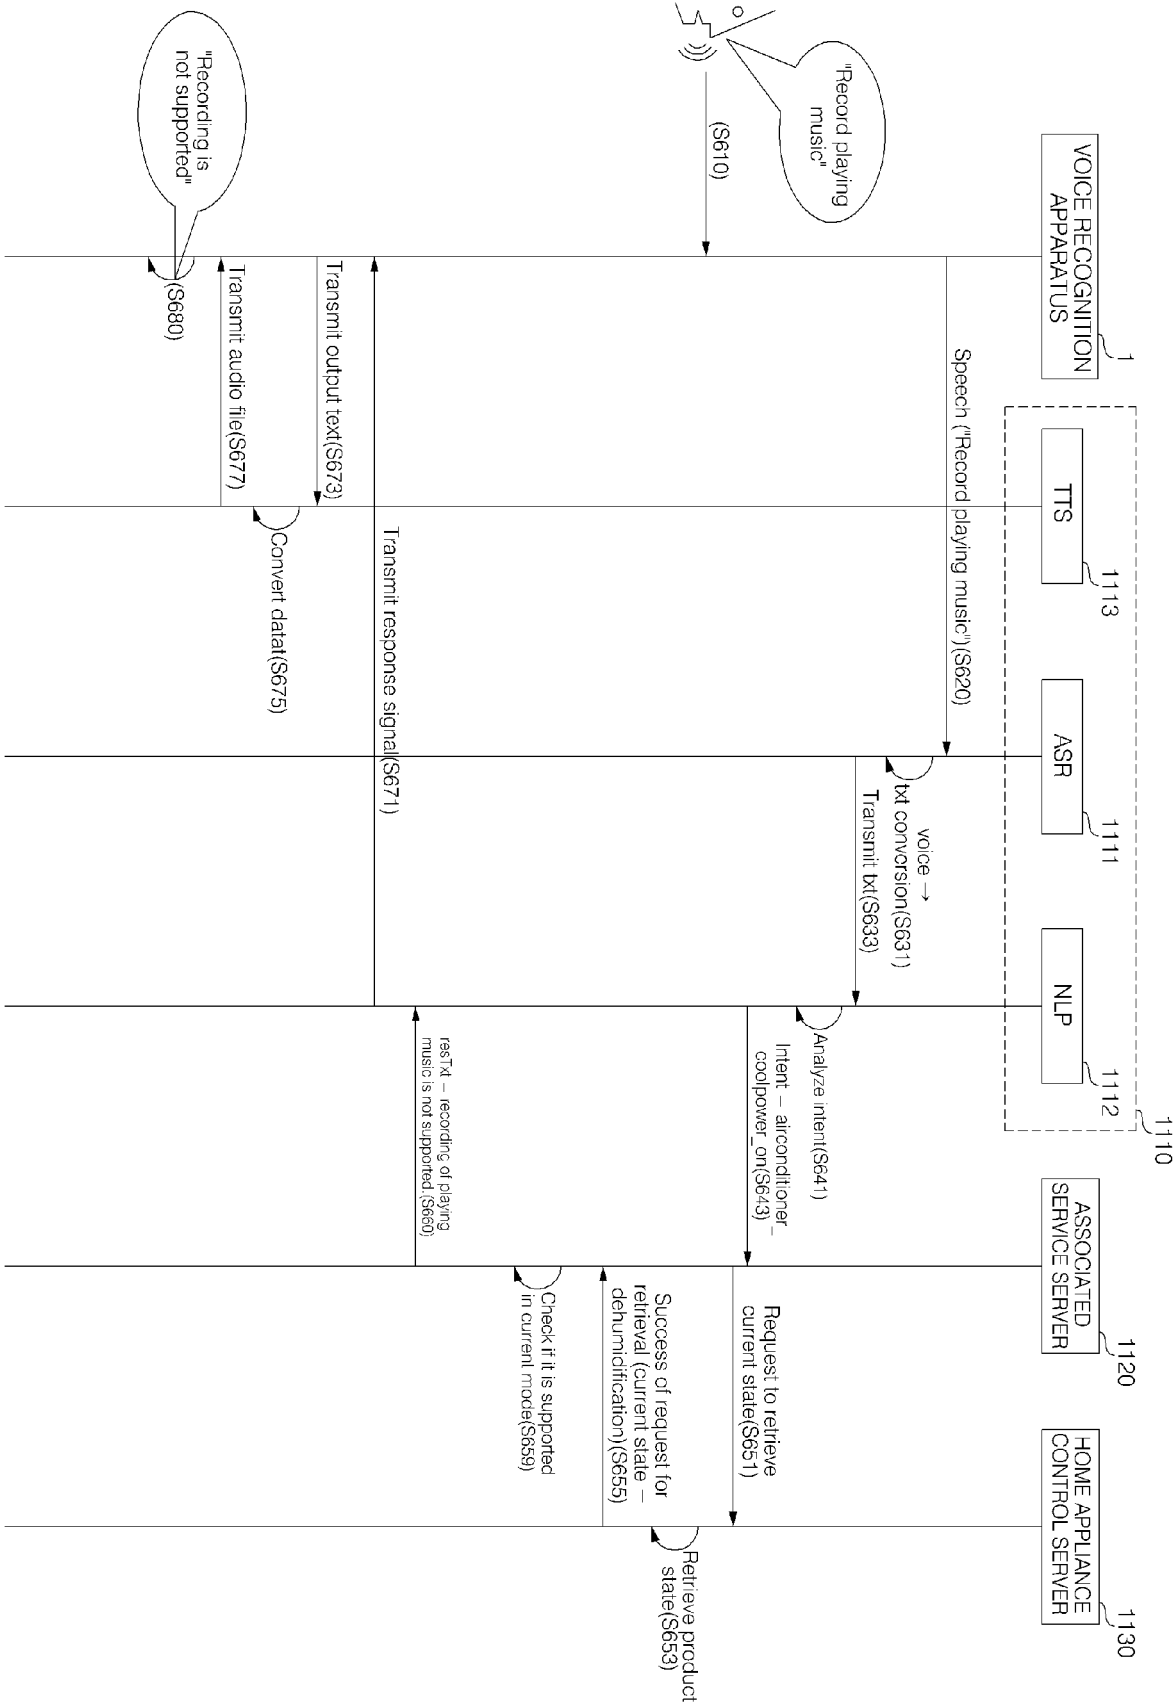 VOICE RECOGNITION
APPARATUS
1
TTS
1113
ASR
1111
NLP
1112
1110
ASSOCIATED
SERVICE SERVER
1120
HOME APPLIANCE
CONTROL SERVER
1130
"Record playing
music"
(S610)
Speech ("Record playing music")(S620)
voice →
txt convorsion(S631)
Transmit txt(S633)
Analyze intent(S641)
Intent – airconditioner_
coolpower_on(S643)
Request to retrieve
current state(S651)
Retrieve product
state(S653)
Success of request for
retrieval (current state –
dehumidification)(S655)
Check if it is supported
in current mode(S659)
resTxt – recording of playing
music is not supported.(S660)
Transmit response signal(S671)
Transmit output text(S673)
Convert datat(S675)
Transmit audio file(S677)
(S680)
"Recording is
not supported"